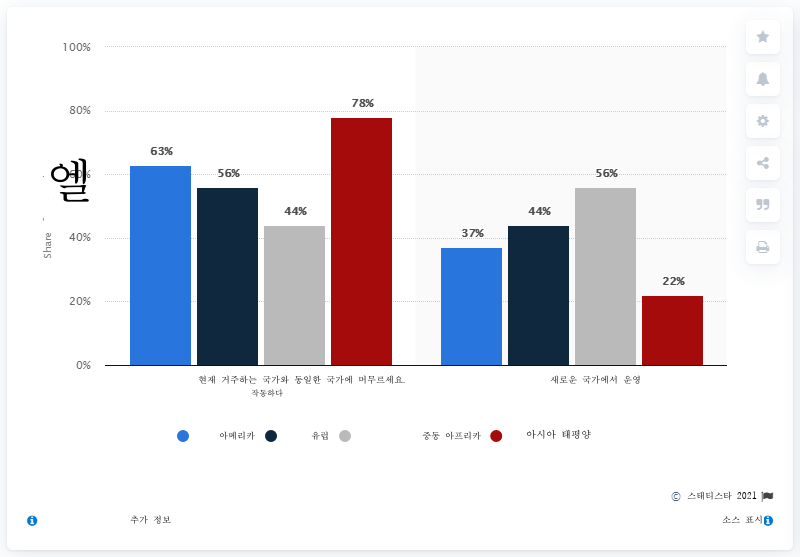 100%
80%
60%
40%
20%
0%
엘
Share
63%
56%
44%
78%
37%
44%
56%
22%
현재 거주하는 국가와 동일한 국가에 머무르세요.
작동하다
새로운 국가에서 운영
아메리카
유럽
중동 아프리카
아시아 태평양
© 스태티스타 2021
추가 정보
소스 표시